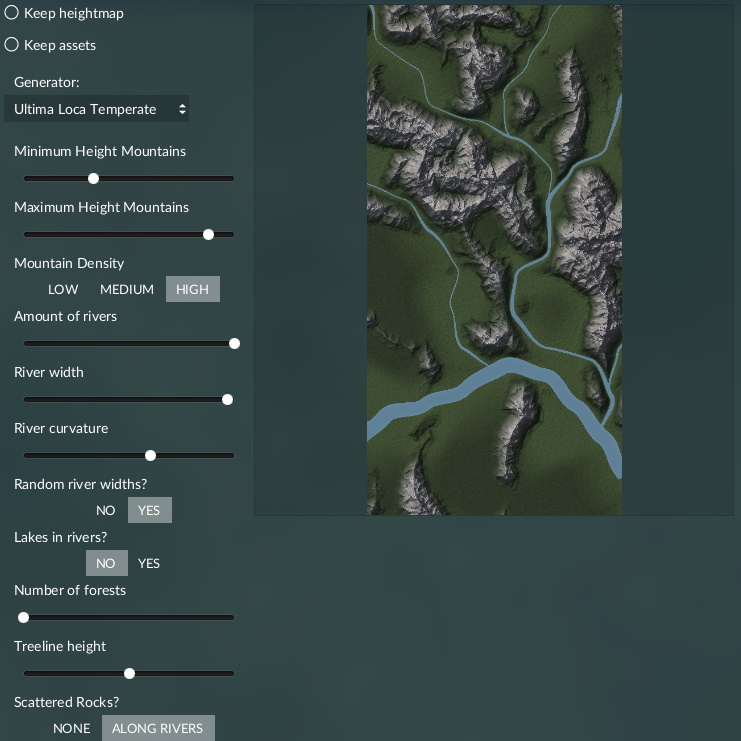 Keep heightmap
Keep assets
Generator:
Ultima Loca Temperate
Minimum Height Mountains
Maximum Height Mountains
Mountain Density
LOW MEDIUM HIGH
Amount of rivers
River width
River curvature
Random river widths?
NO YES
Lakes in rivers?
NO YES
Number of forests
Treeline height
Scattered Rocks?
NONE ALONG RIVERS